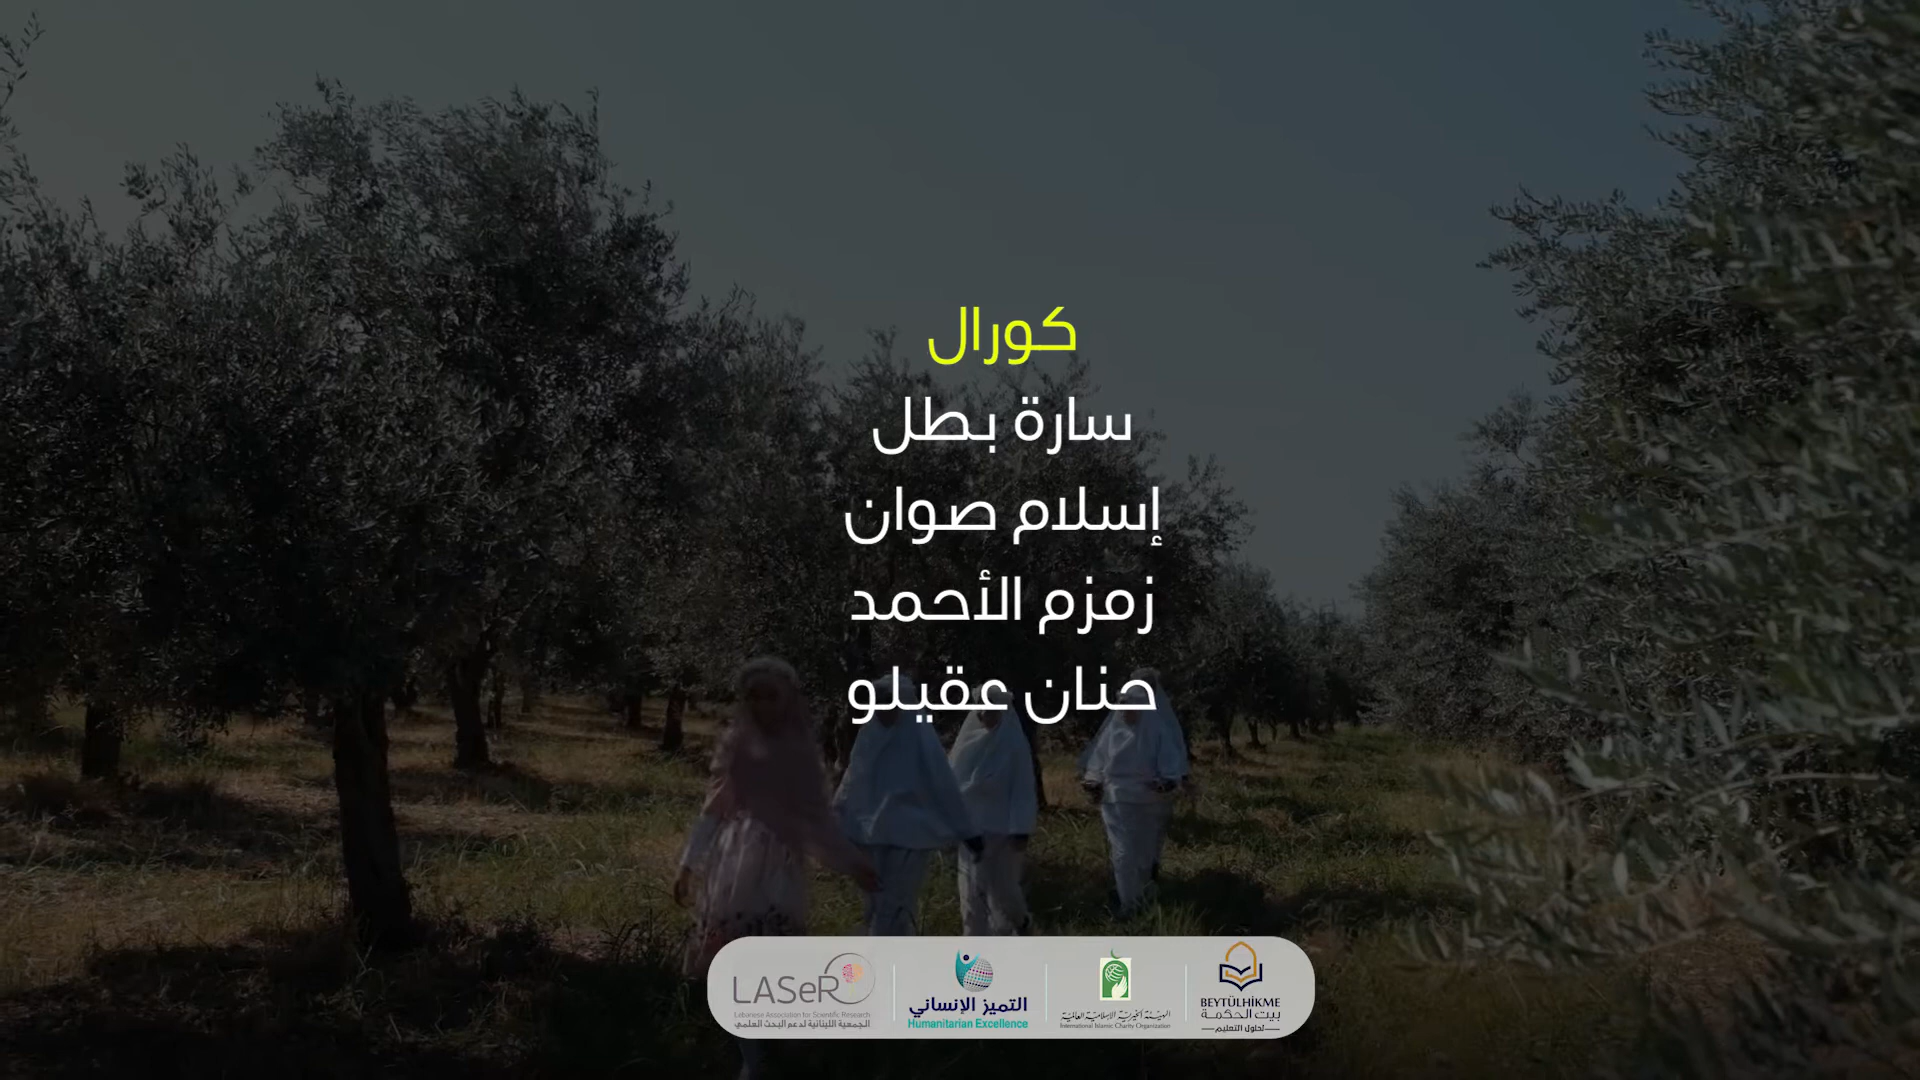 كورال
سارة بطل
إسلام صوان
زمزم الأحمد
حنان عقيلو
LASeR
Lebanese Association for Scientific Research
الجمعية اللبنانية لدعم البحث العلمي
التميز الإنساني
Humanitarian Excellence
الهيئة الخيرية الإسلامية العالمية
International Islamic Charity Organization
BEYTÜLHİKME
بيت الحكمة
لحلول التعليم